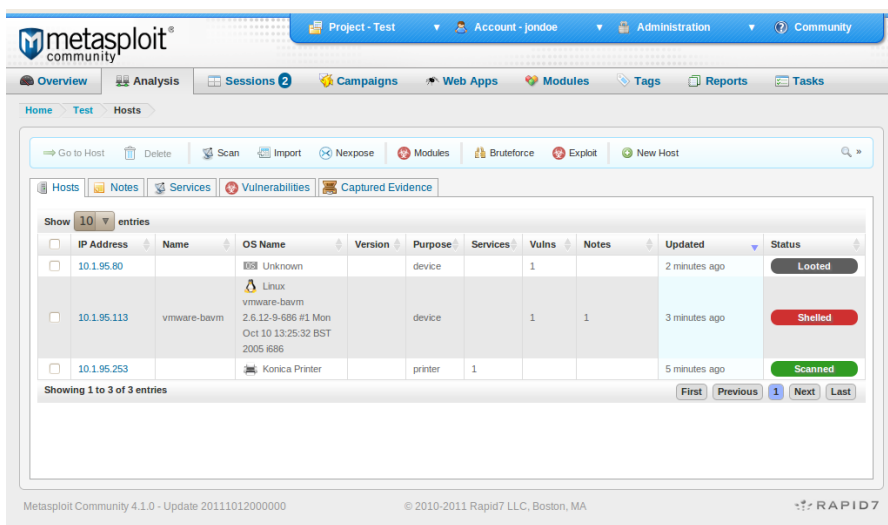 metasploit®
community
Project - Test Account - jondoe Administration Community
Overview Analysis Sessions 2 Campaigns Web Apps Modules Tags Reports Tasks
Home Test Hosts
Go to Host Delete Scan Import Nexpose Modules Bruteforce Exploit New Host »
Hosts Notes Services Vulnerabilities Captured Evidence
Show 10 entries
IP Address Name OS Name Version Purpose Services Vulns Notes Updated Status
10.1.95.80 Unknown device 1 2 minutes ago Looted
10.1.95.113 vmware-bavm Linux device 1 1 3 minutes ago Shelled
vmware-bavm
2.6.12-9-686 #1 Mon
Oct 10 13:25:32 BST
2005 i686
10.1.95.253 Konica Printer printer 1 5 minutes ago Scanned
Showing 1 to 3 of 3 entries First Previous 1 Next Last
Metasploit Community 4.1.0 - Update 20111012000000 © 2010-2011 Rapid7 LLC, Boston, MA RAPID7